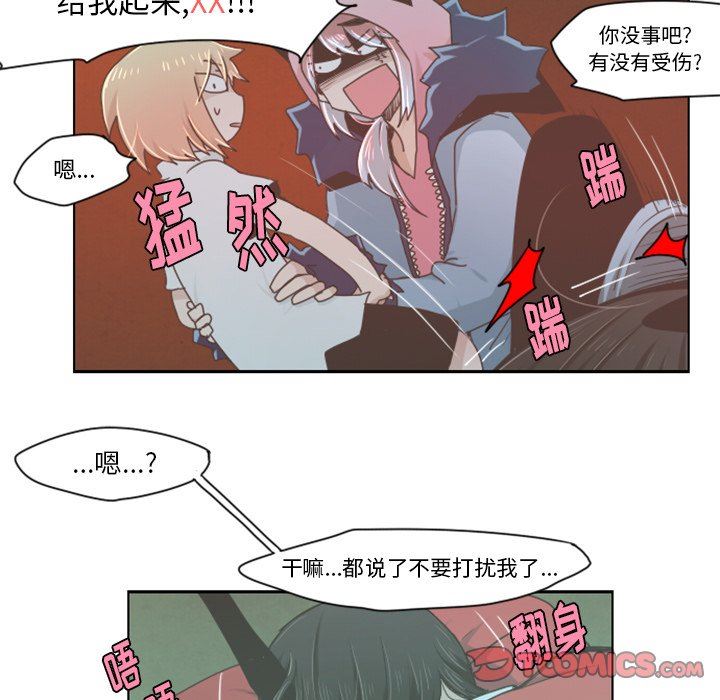 给我起来,XX!!!
你没事吧?
有没有受伤?
嗯...
猛然
踹
踹
...嗯...?
干嘛...都说了不要打扰我了...
翻身
唔
TCOMICS.COM